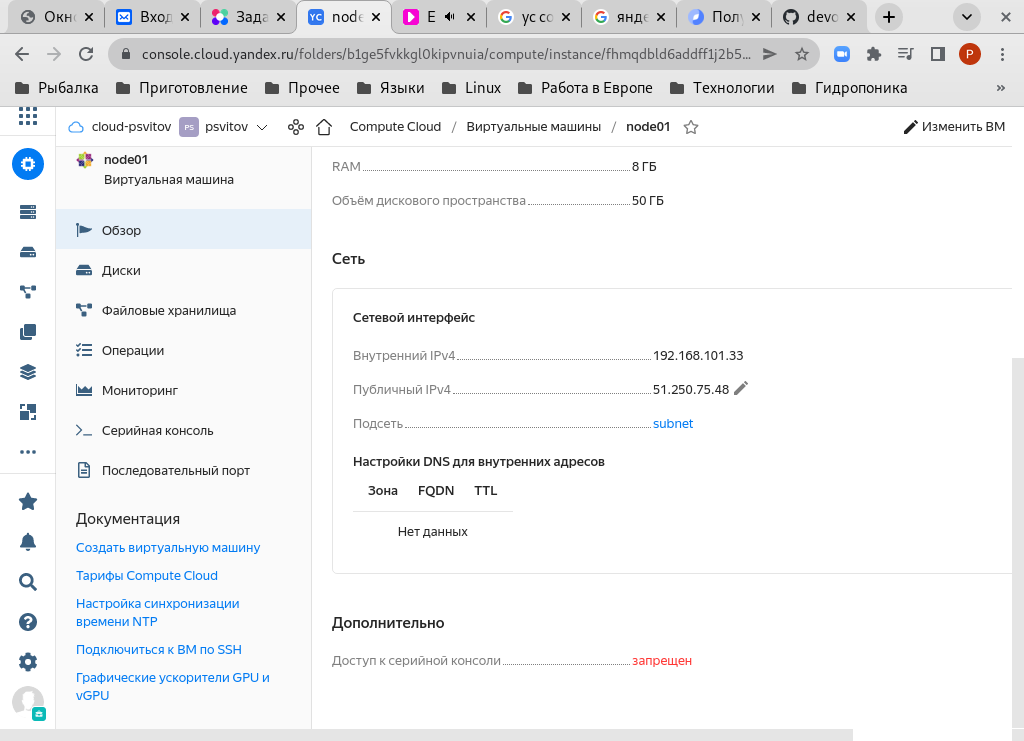 Окно
Вход
Зада
node
Е
yc co
янде
Полу
devo
console.cloud.yandex.ru/folders/b1ge5fvkkgl0kipvnuia/compute/instance/fhmqdbld6addff1j2b5...
P
Рыбалка
Приготовление
Прочее
Языки
Linux
Работа в Европе
Технологии
Гидропоника
»
cloud-psvitov
PS
psvitov
Compute Cloud / Виртуальные машины / node01
Изменить ВМ
node01
Виртуальная машина
Обзор
Диски
Файловые хранилища
Операции
Мониторинг
Серийная консоль
Последовательный порт
Документация
Создать виртуальную машину
Тарифы Compute Cloud
Настройка синхронизации
времени NTP
Подключиться к ВМ по SSH
Графические ускорители GPU и
vGPU
RAM 8 ГБ
Объём дискового пространства 50 ГБ
Сеть
Сетевой интерфейс
Внутренний IPv4 192.168.101.33
Публичный IPv4 51.250.75.48
Подсеть subnet
Настройки DNS для внутренних адресов
Зона FQDN TTL
Нет данных
Дополнительно
Доступ к серийной консоли запрещен